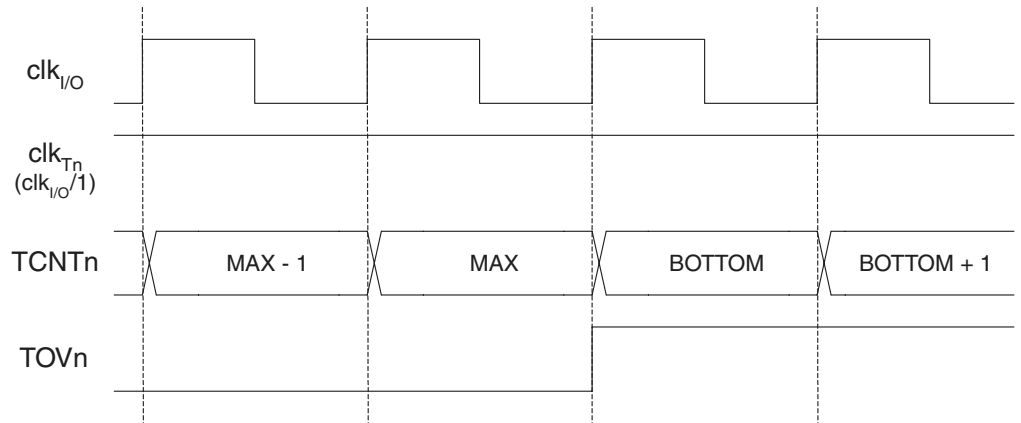 clkI/O
clkTn
(clkI/O/1)
TCNTn
MAX - 1
MAX
BOTTOM
BOTTOM + 1
TOVn